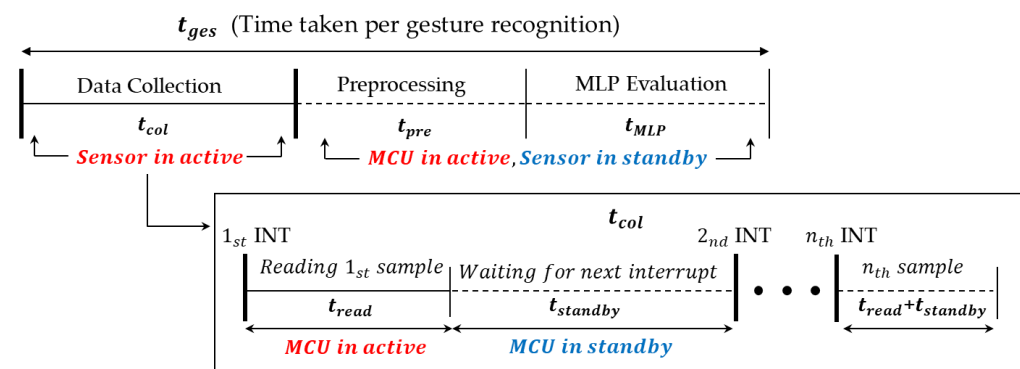 t_ges (Time taken per gesture recognition)
Data Collection Preprocessing MLP Evaluation
t_col t_pre t_MLP
Sensor in active MCU in active, Sensor in standby
t_col
1_st INT 2_nd INT n_th INT
Reading 1_st sample Waiting for next interrupt n_th sample
t_read t_standby t_read+t_standby
MCU in active MCU in standby